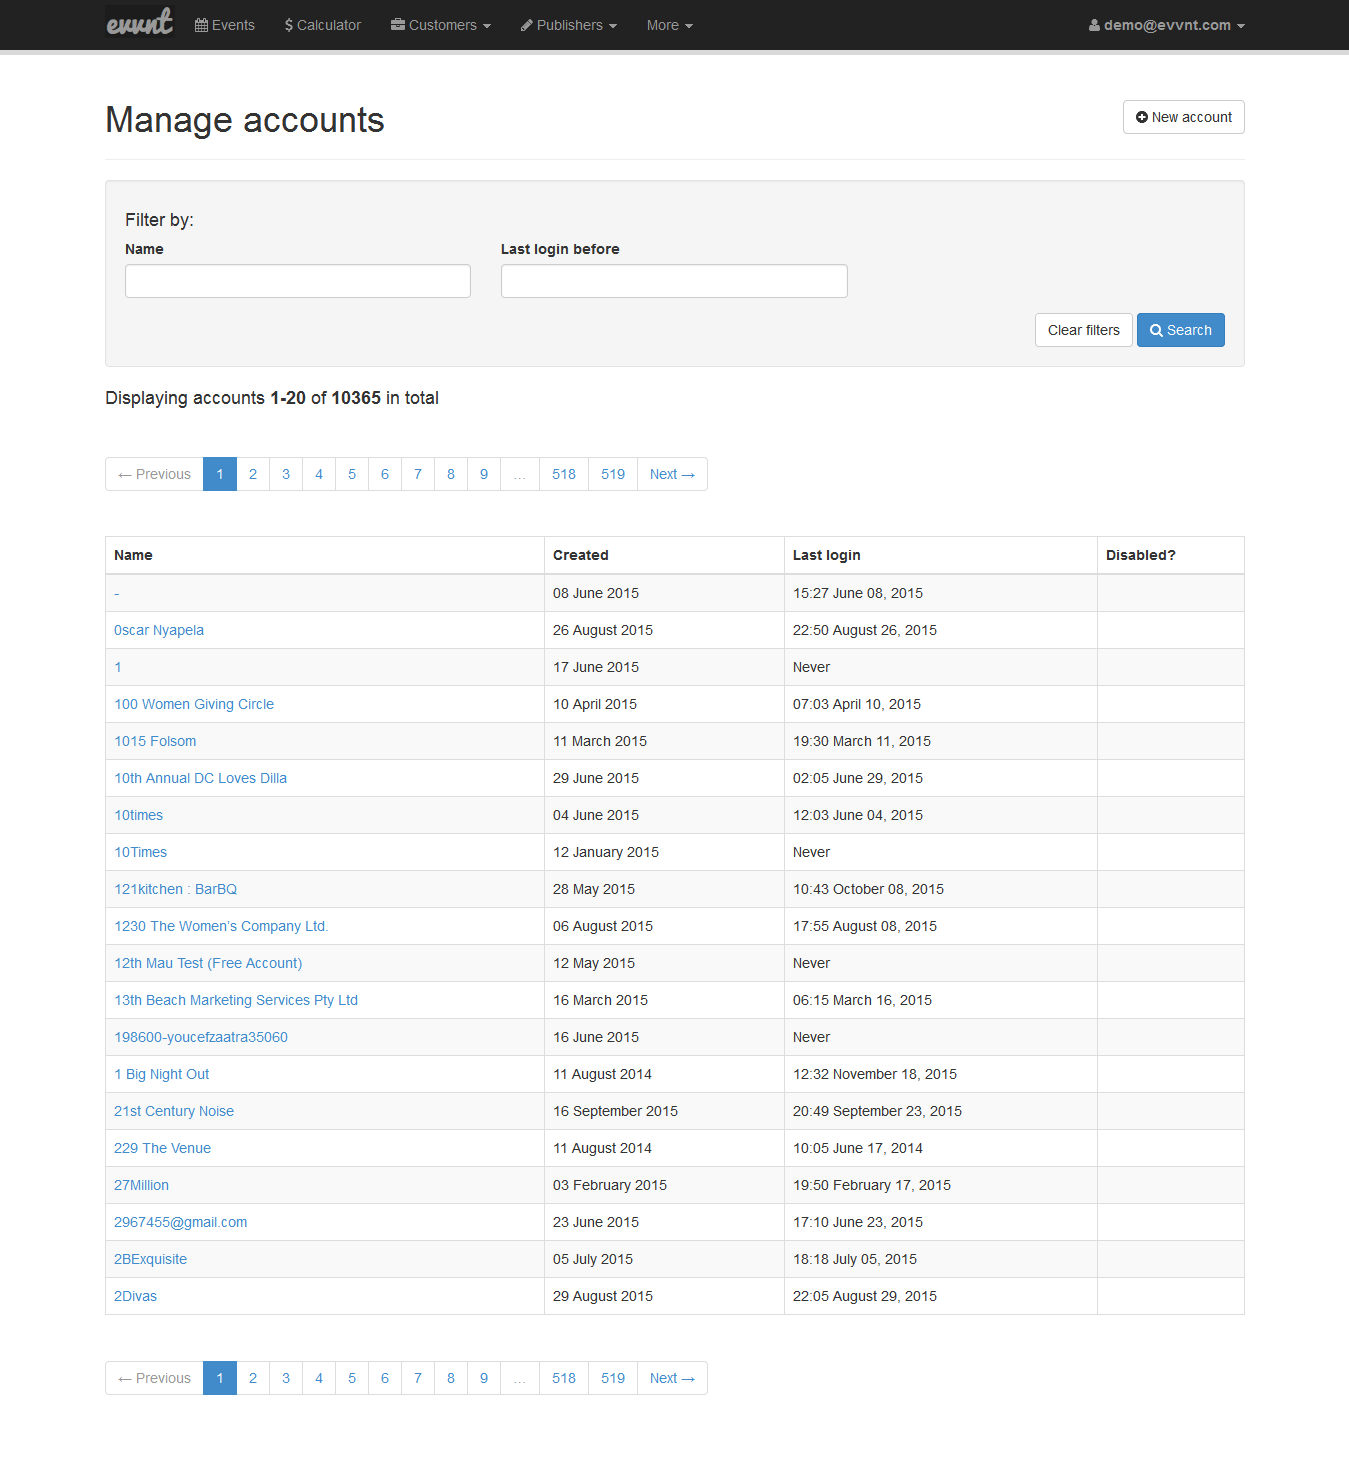 evvnt Events $ Calculator Customers Publishers More demo@evvnt.com
Manage accounts
New account
Filter by:
Name Last login before
Clear filters Search
Displaying accounts 1-20 of 10365 in total
← Previous 1 2 3 4 5 6 7 8 9 … 518 519 Next →
Name Created Last login Disabled?
- 08 June 2015 15:27 June 08, 2015
0scar Nyapela 26 August 2015 22:50 August 26, 2015
1 17 June 2015 Never
100 Women Giving Circle 10 April 2015 07:03 April 10, 2015
1015 Folsom 11 March 2015 19:30 March 11, 2015
10th Annual DC Loves Dilla 29 June 2015 02:05 June 29, 2015
10times 04 June 2015 12:03 June 04, 2015
10Times 12 January 2015 Never
121kitchen : BarBQ 28 May 2015 10:43 October 08, 2015
1230 The Women’s Company Ltd. 06 August 2015 17:55 August 08, 2015
12th Mau Test (Free Account) 12 May 2015 Never
13th Beach Marketing Services Pty Ltd 16 March 2015 06:15 March 16, 2015
198600-youcefzaatra35060 16 June 2015 Never
1 Big Night Out 11 August 2014 12:32 November 18, 2015
21st Century Noise 16 September 2015 20:49 September 23, 2015
229 The Venue 11 August 2014 10:05 June 17, 2014
27Million 03 February 2015 19:50 February 17, 2015
2967455@gmail.com 23 June 2015 17:10 June 23, 2015
2BExquisite 05 July 2015 18:18 July 05, 2015
2Divas 29 August 2015 22:05 August 29, 2015
← Previous 1 2 3 4 5 6 7 8 9 … 518 519 Next →